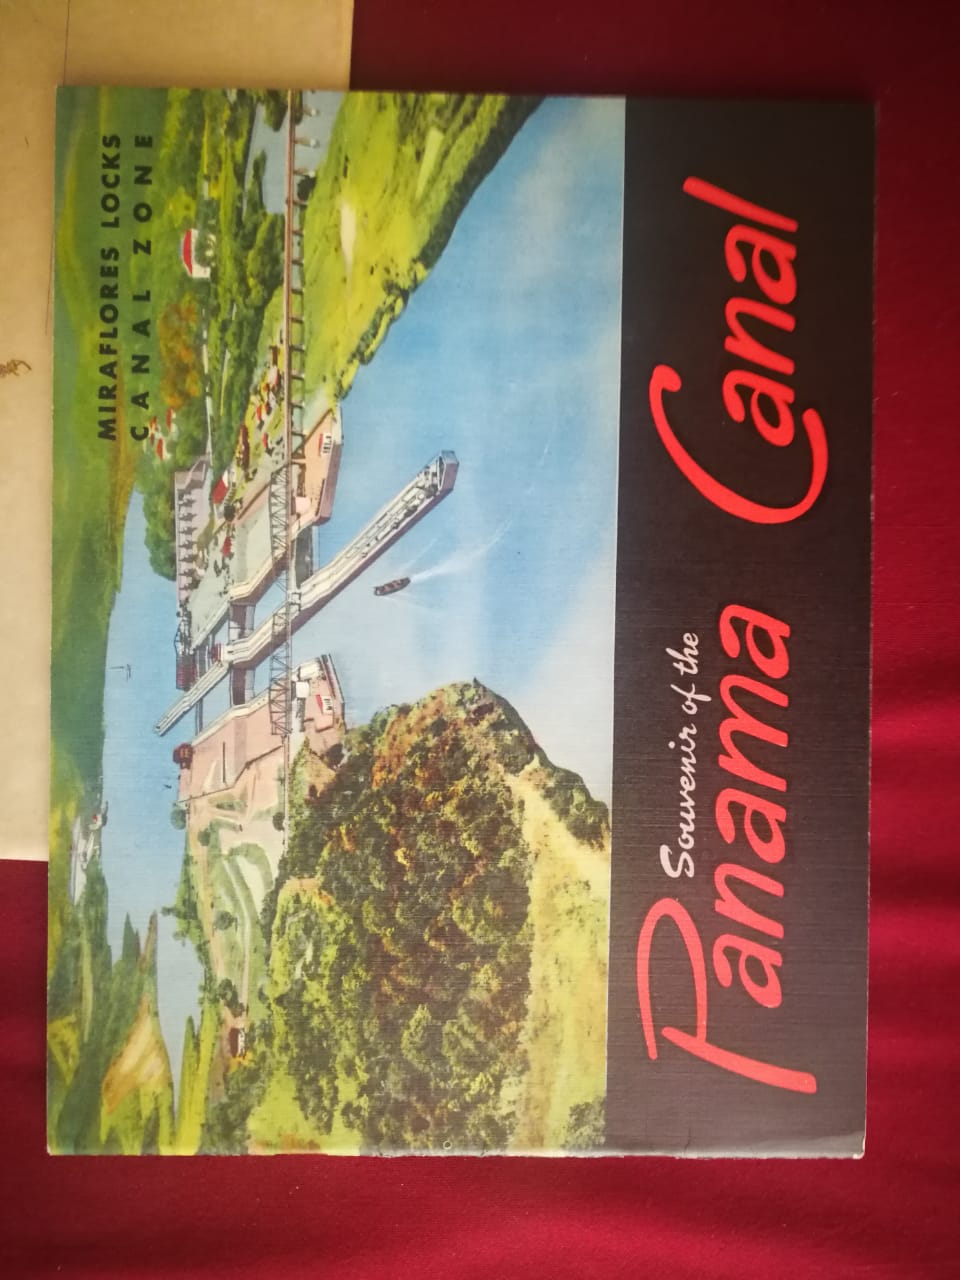 MIRAFLORES LOCKS
CANAL ZONE
Souvenir of the
Panama Canal